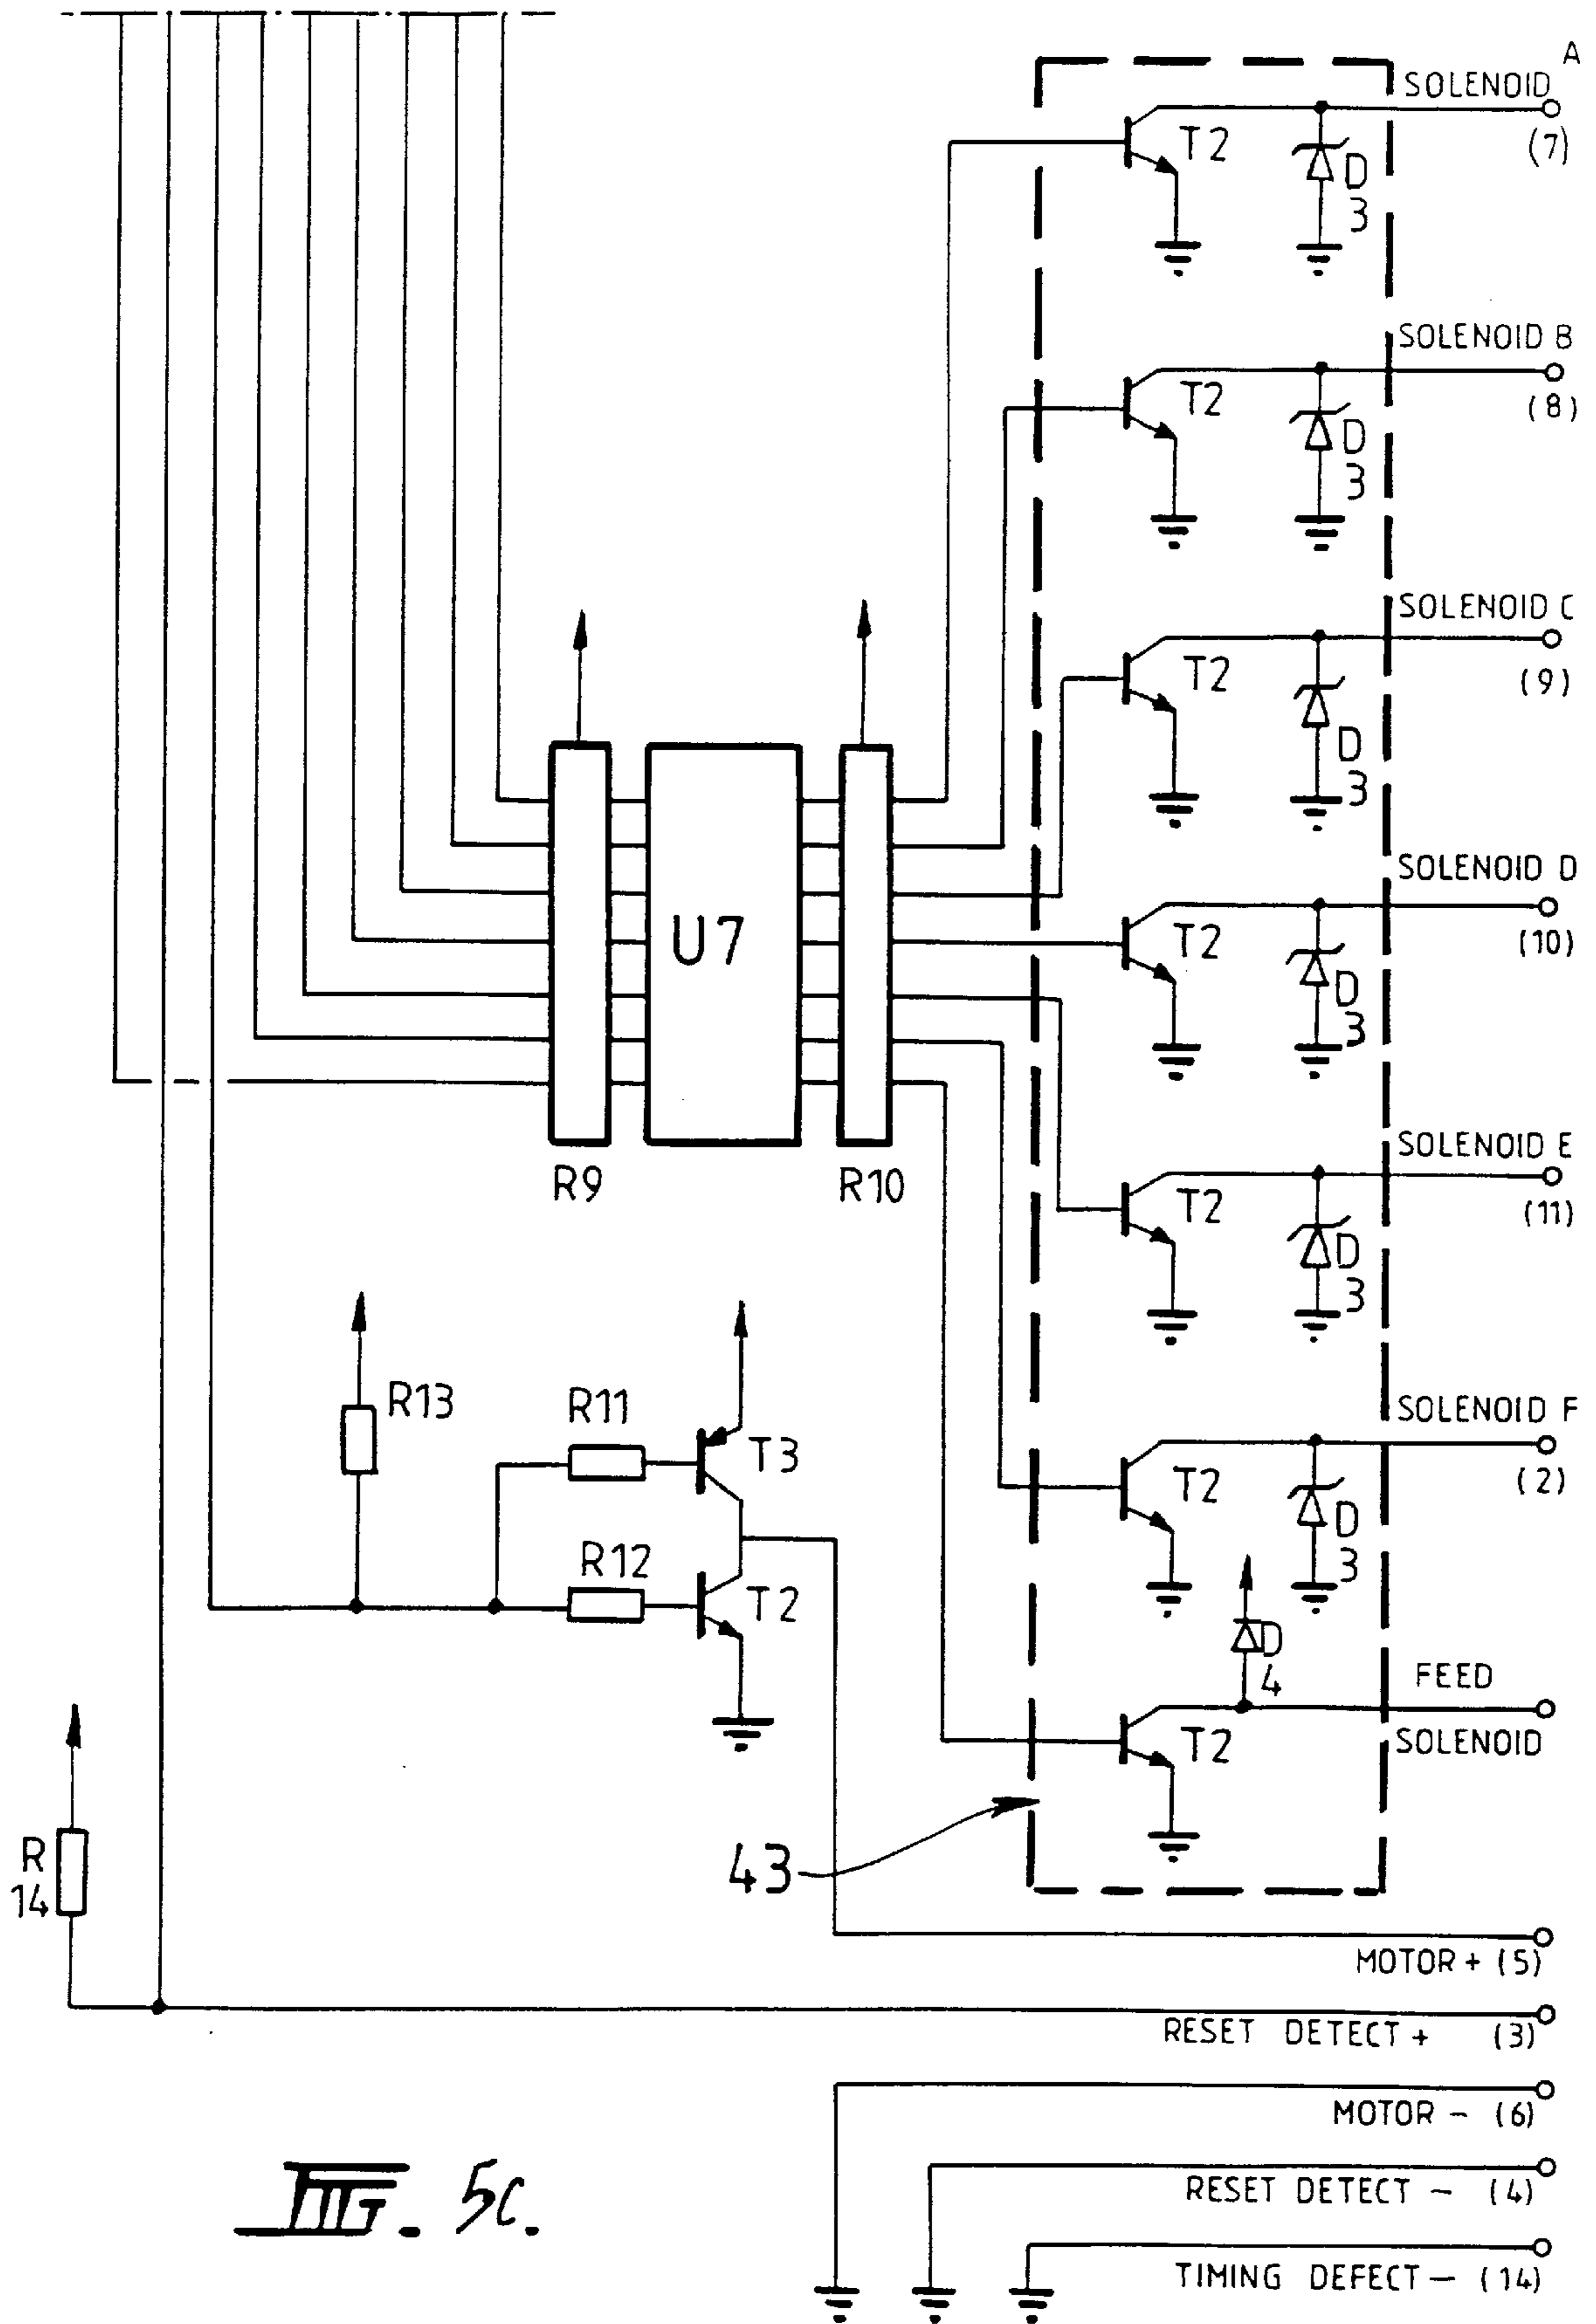 A
SOLENOID
(7)
T2
D
3
SOLENOID B
(8)
T2
D
3
SOLENOID C
(9)
T2
D
3
SOLENOID D
(10)
T2
D
3
U7
R9
R10
SOLENOID E
(11)
T2
D
3
SOLENOID F
(2)
T2
D
3
R13
R11
T3
R12
T2
D
4
FEED
SOLENOID
T2
43
R
14
MOTOR + (5)
RESET DETECT + (3)
MOTOR - (6)
RESET DETECT - (4)
TIMING DEFECT - (14)
FIG. 5C.